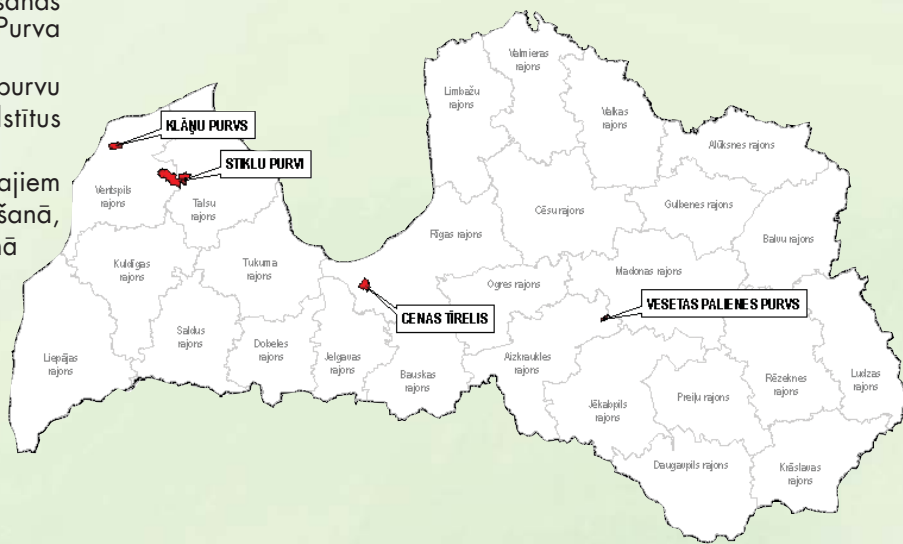 šanas
Purva
purvu
lstītus
ajiem
šanā,
nā
Limbažu
rajons
Valmieras
rajons
Valkas
rajons
Alūksnes rajons
KLĀŅU PURVS
STIKLU PURVI
Ventspils
rajons
Talsu
rajons
Rīgas rajons
Cēsu rajons
Gulbenes rajons
Balvu rajons
Kuldīgas
rajons
Tukuma
rajons
Ogres rajons
Madonas rajons
CENAS TĪRELIS
VESETAS PALIENES PURVS
Liepājas
rajons
Saldus
rajons
Dobeles
rajons
Jelgavas
rajons
Bauskas
rajons
Aizkraukles
rajons
Jēkabpils
rajons
Preiļu rajons
Rēzeknes
rajons
Ludzas
rajons
Daugavpils rajons
Krāslavas
rajons